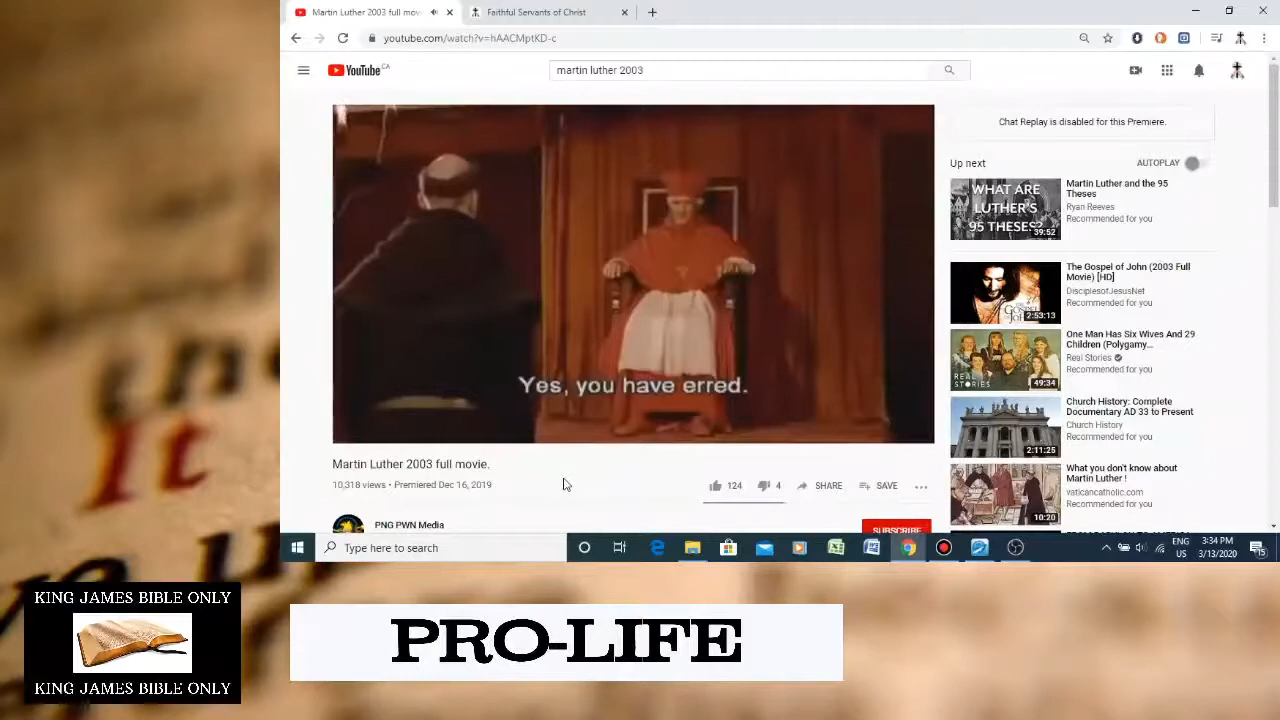 Martin Luther 2003 full mov
Faithful Servants of Christ
youtube.com/watch?v=hAACMptKD-c
YouTube CA
martin luther 2003
Chat Replay is disabled for this Premiere.
Up next
AUTOPLAY
WHAT ARE
LUTHER'S
95 THESES?
39:52
Martin Luther and the 95
Theses
Ryan Reeves
Recommended for you
2:53:13
The Gospel of John (2003 Full
Movie) [HD]
DisciplesofJesusNet
Recommended for you
REAL
STORIES
49:34
One Man Has Six Wives And 29
Children (Polygamy...
Real Stories
Recommended for you
2:11:25
Church History: Complete
Documentary AD 33 to Present
Church History
Recommended for you
10:20
What you don't know about
Martin Luther !
vaticancatholic.com
Recommended for you
Yes, you have erred.
Martin Luther 2003 full movie.
10,318 views • Premiered Dec 16, 2019
124
4
SHARE
SAVE
PNG PWN Media
SUBSCRIBE
Type here to search
ENG
US
3:34 PM
3/13/2020
15
It
KING JAMES BIBLE ONLY
KING JAMES BIBLE ONLY
PRO-LIFE